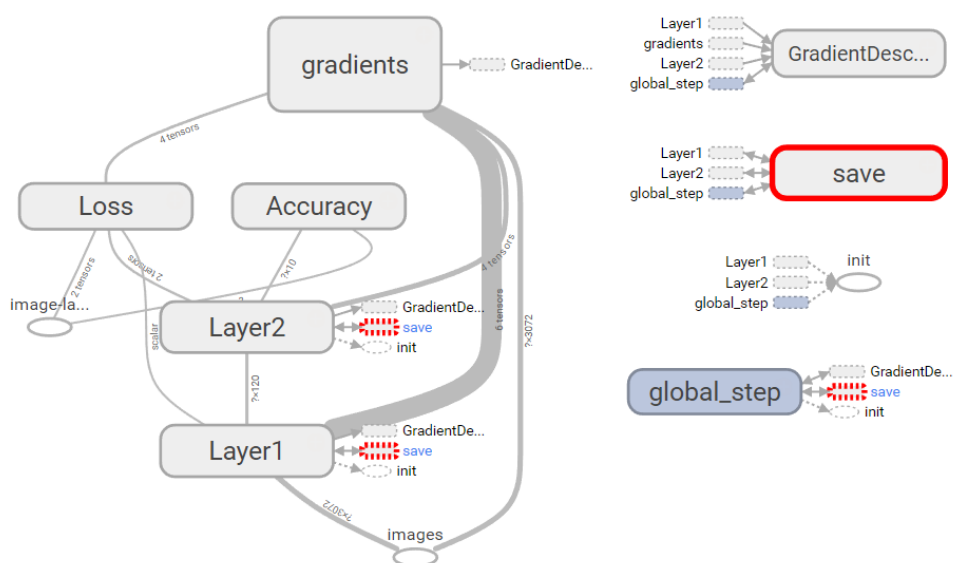 gradients
GradientDe...
4 tensors
Loss
Accuracy
2 tensors
2 tensors
?×10
4 tensors
6 tensors
?×3072
image-la...
?
scalar
Layer2
GradientDe...
save
init
?×120
Layer1
GradientDe...
save
init
?×3072
images
Layer1
gradients
Layer2
global_step
GradientDesc...
Layer1
Layer2
global_step
save
Layer1
Layer2
global_step
init
global_step
GradientDe...
save
init